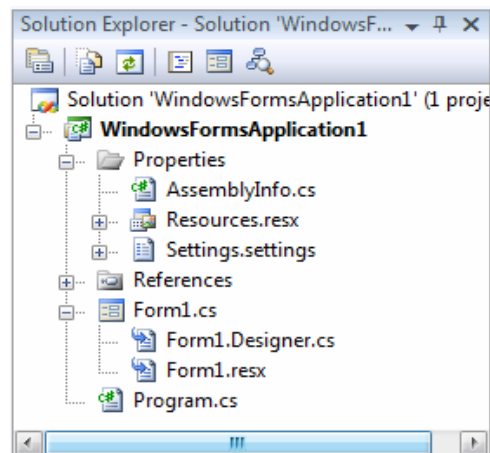 Solution Explorer - Solution 'WindowsF...
Solution 'WindowsFormsApplication1' (1 proje
WindowsFormsApplication1
Properties
AssemblyInfo.cs
Resources.resx
Settings.settings
References
Form1.cs
Form1.Designer.cs
Form1.resx
Program.cs